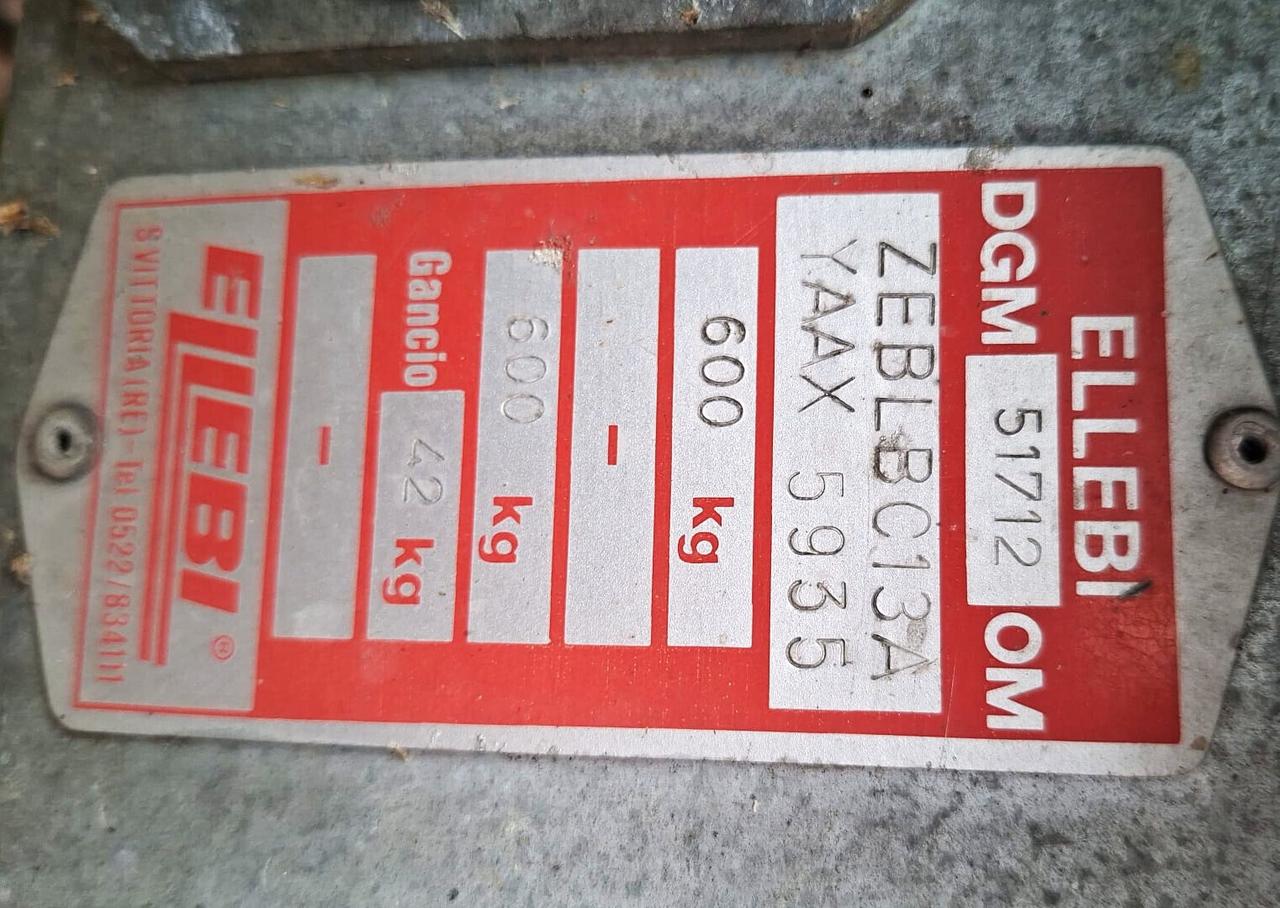 ELLEBI
DGM 51712 OM
ZEBLBC13A
YAAX 5935
600 kg
-
600 kg
Gancio 42 kg
-
ELLEBI ®
S VITTORIA (RE) - Tel 0522/834111